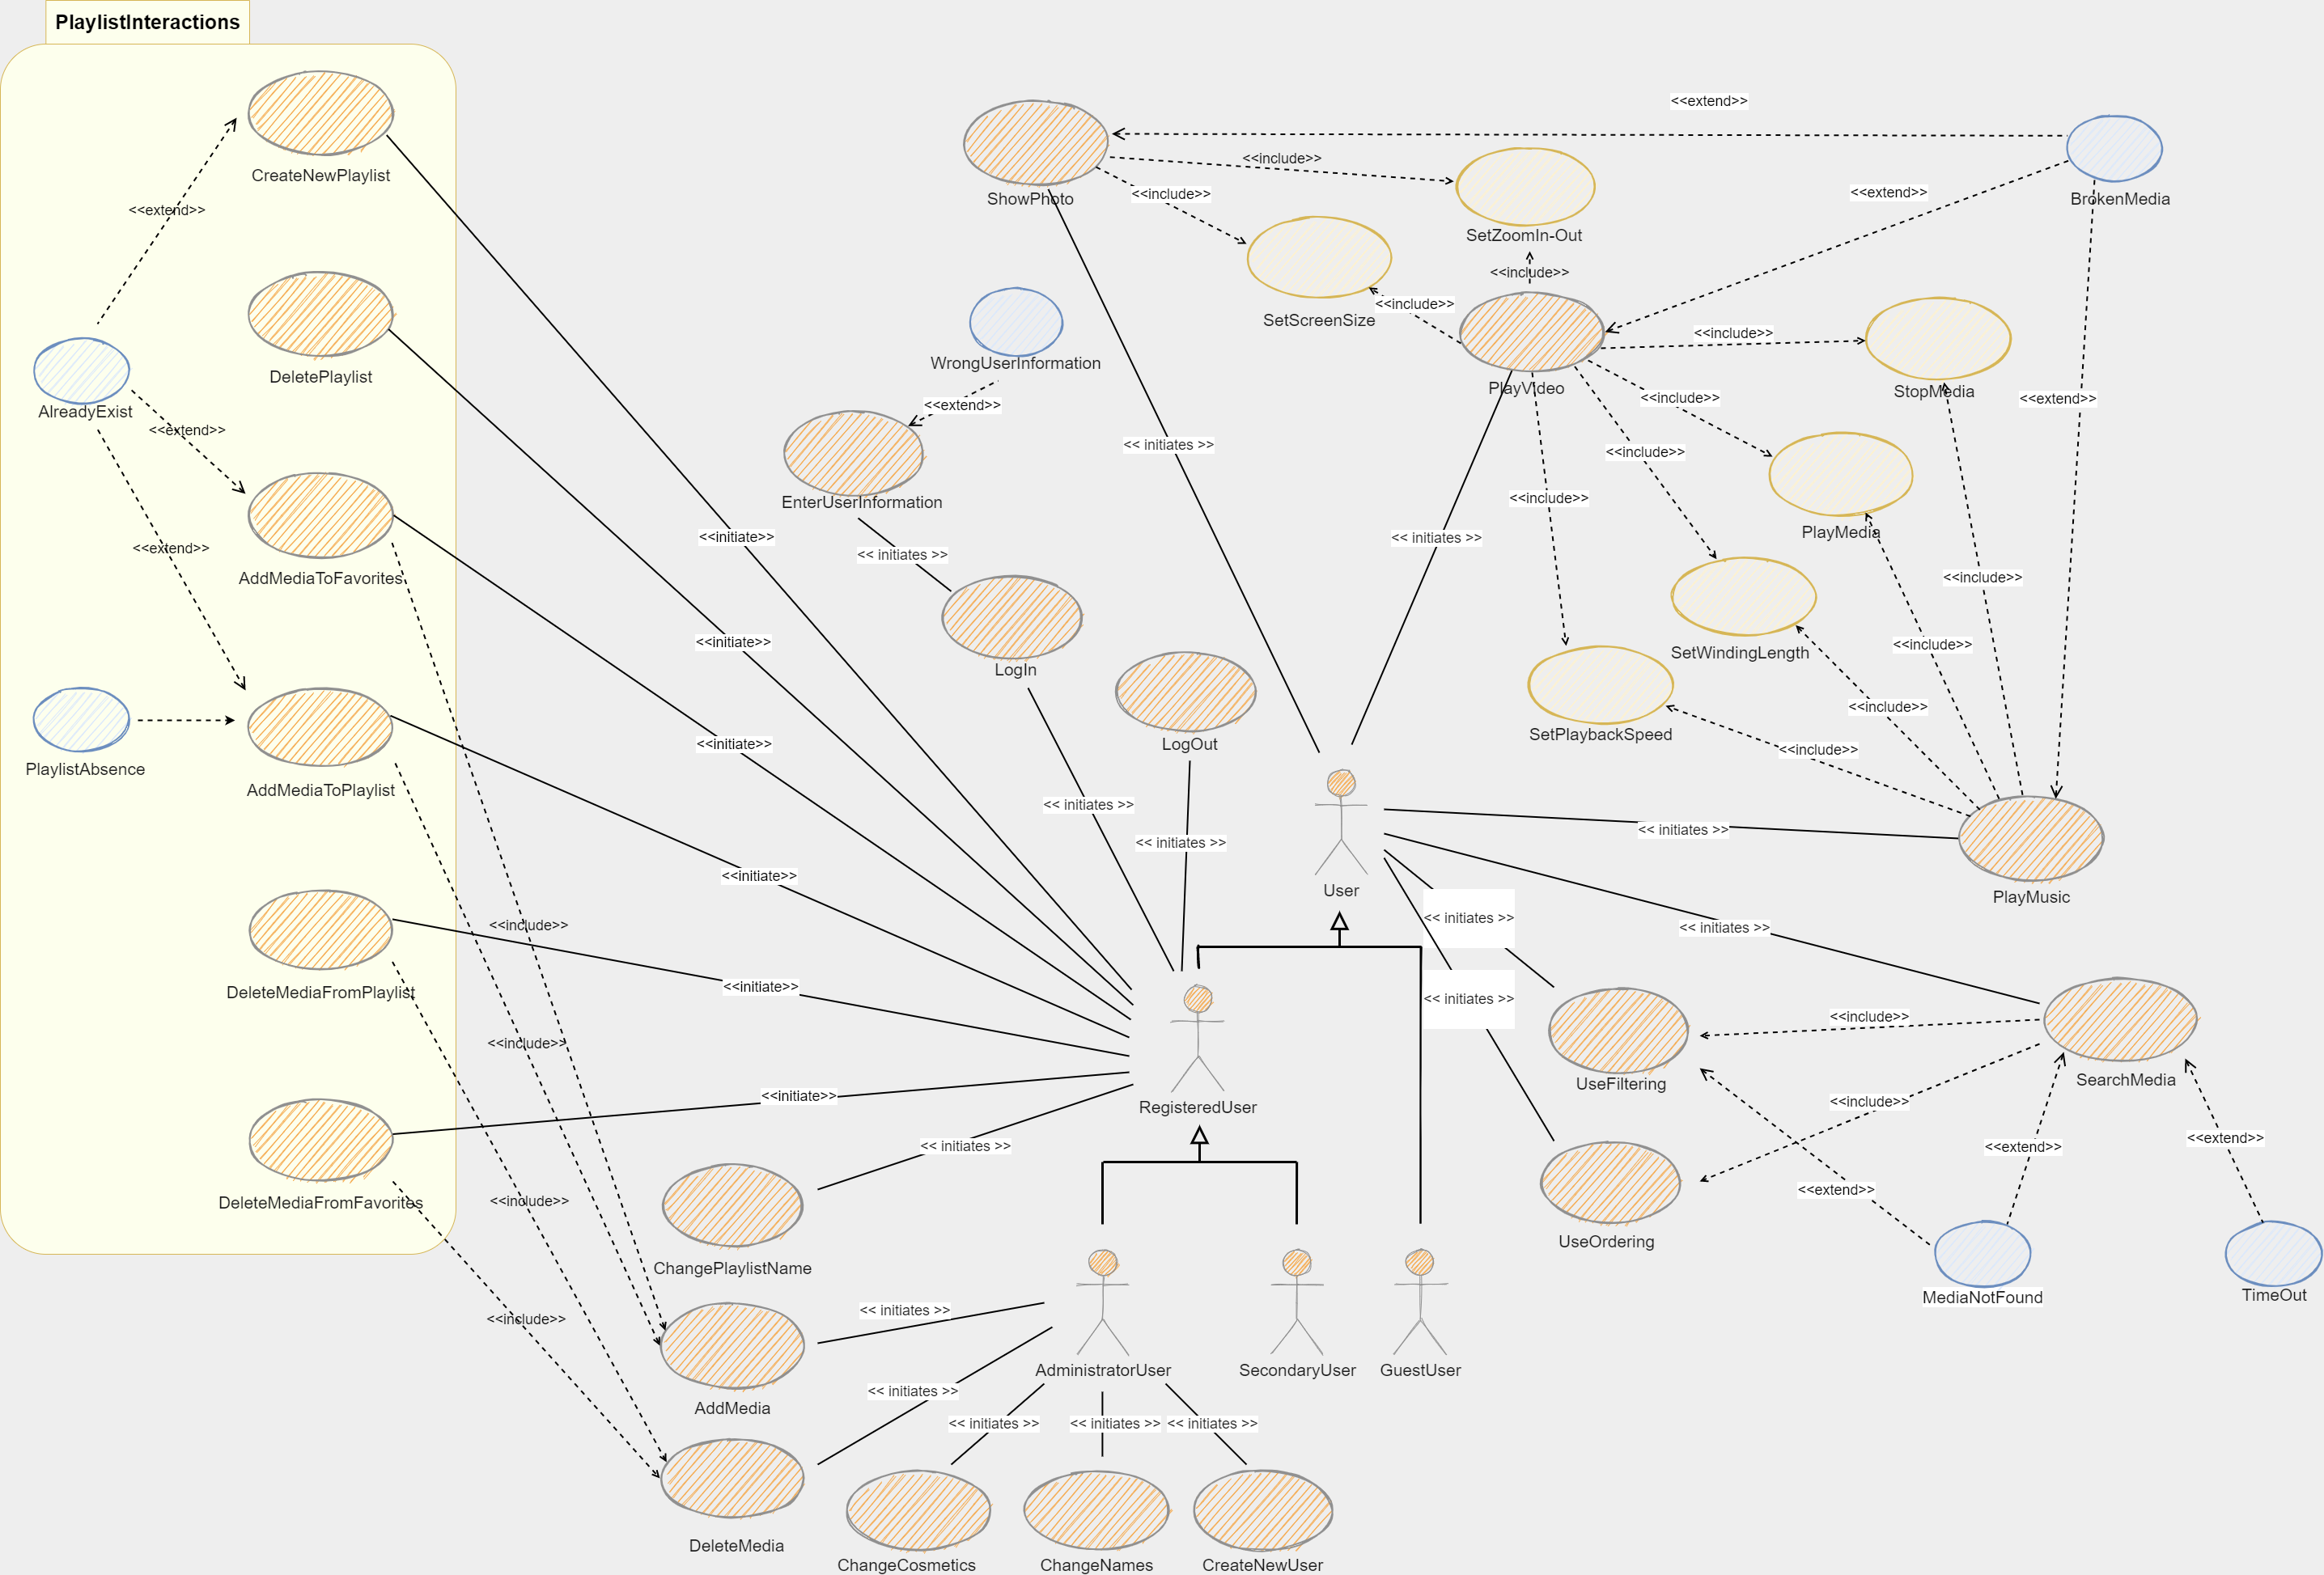 PlaylistInteractions
CreateNewPlaylist
<<extend>>
DeletePlaylist
AlreadyExist
<<extend>>
AddMediaToFavorites
<<extend>>
PlaylistAbsence
AddMediaToPlaylist
DeleteMediaFromPlaylist
DeleteMediaFromFavorites
<<initiate>>
<<initiate>>
<<initiate>>
<<initiate>>
<<initiate>>
<<initiate>>
<<include>>
<<include>>
<<include>>
<<include>>
ShowPhoto
<<extend>>
<<include>>
<<include>>
BrokenMedia
<<extend>>
SetZoomIn-Out
<<include>>
SetScreenSize
<<include>>
WrongUserInformation
<<extend>>
EnterUserInformation
<< initiates >>
LogIn
LogOut
<< initiates >>
<< initiates >>
<< initiates >>
<< initiates >>
PlayVideo
<<include>>
StopMedia
<<extend>>
<<include>>
<<include>>
<<include>>
PlayMedia
<<include>>
SetWindingLength
<<include>>
SetPlaybackSpeed
<<include>>
<<include>>
PlayMusic
<< initiates >>
User
<< initiates >>
<< initiates >>
<< initiates >>
UseFiltering
<<include>>
SearchMedia
<<include>>
<<extend>>
<<extend>>
<<extend>>
UseOrdering
MediaNotFound
TimeOut
RegisteredUser
<< initiates >>
ChangePlaylistName
<< initiates >>
AddMedia
AdministratorUser
SecondaryUser
GuestUser
<< initiates >>
<< initiates >>
<< initiates >>
<< initiates >>
DeleteMedia
ChangeCosmetics
ChangeNames
CreateNewUser